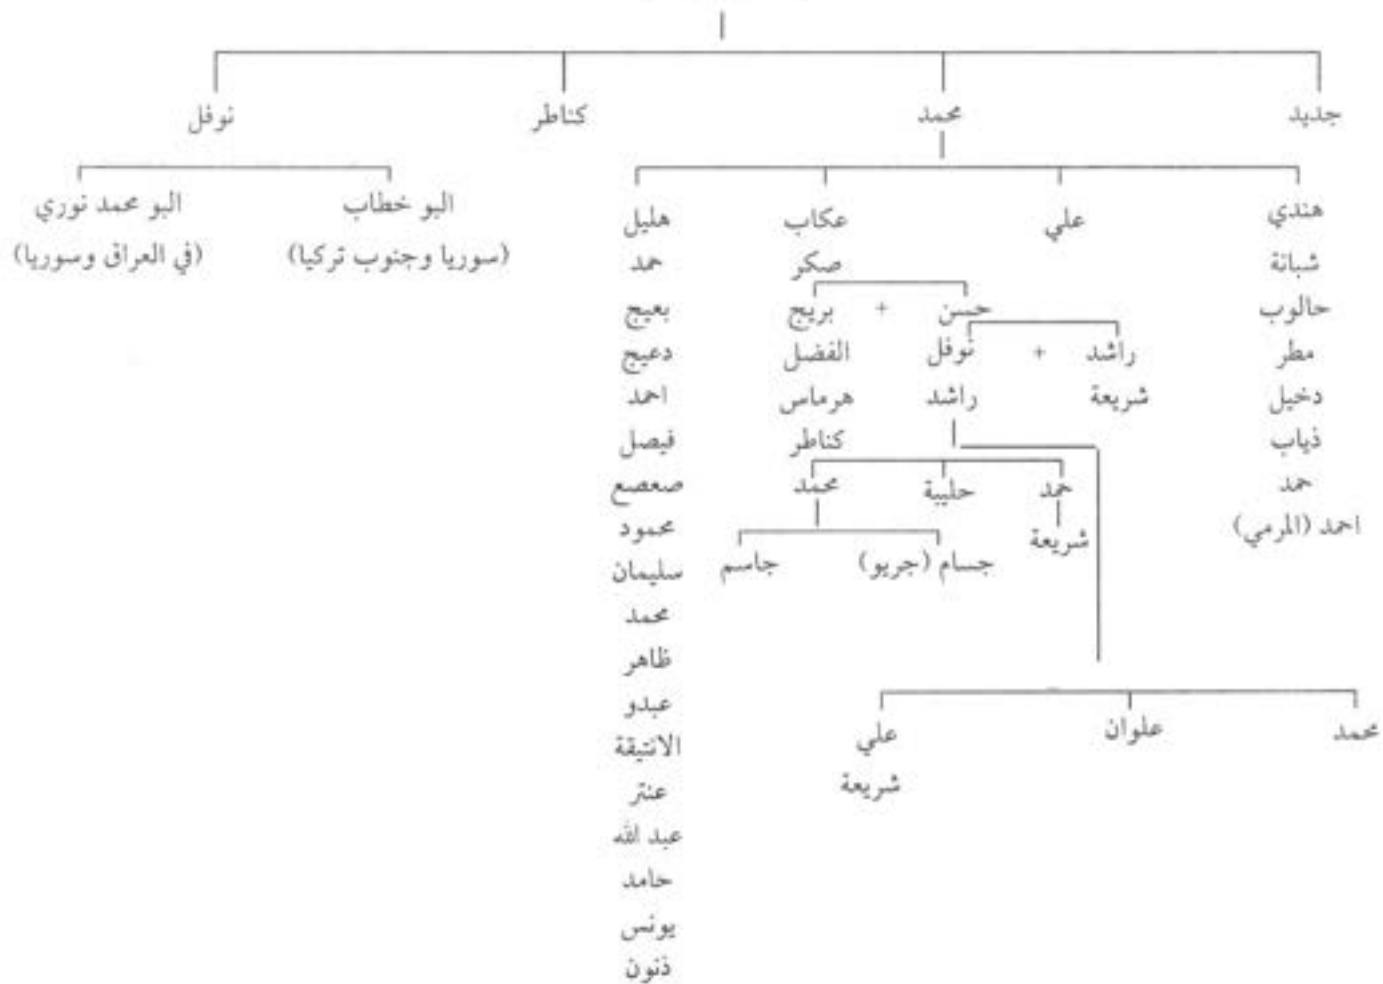 جديد
محمد
كناطر
نوفل
البو خطاب
(سوريا وجنوب تركيا)
البو محمد نوري
(في العراق وسوريا)
هندي
شبانة
حالوب
مطر
دخيل
ذياب
حمد
احمد (المرمي)
علي
عكاب
صكر
حسن + بريج
راشد + نوفل
شريعة
راشد
الفضل
هرماس
كناطر
حمد
حليبة
محمد
شريعة
جسام (جريو)
جاسم
محمد
علوان
علي
شريعة
هليل
حمد
بعيج
دعيج
احمد
فيصل
صعصع
محمود
سليمان
محمد
ظاهر
عبدو
الانتيقة
عنتر
عبد الله
حامد
يونس
ذنون